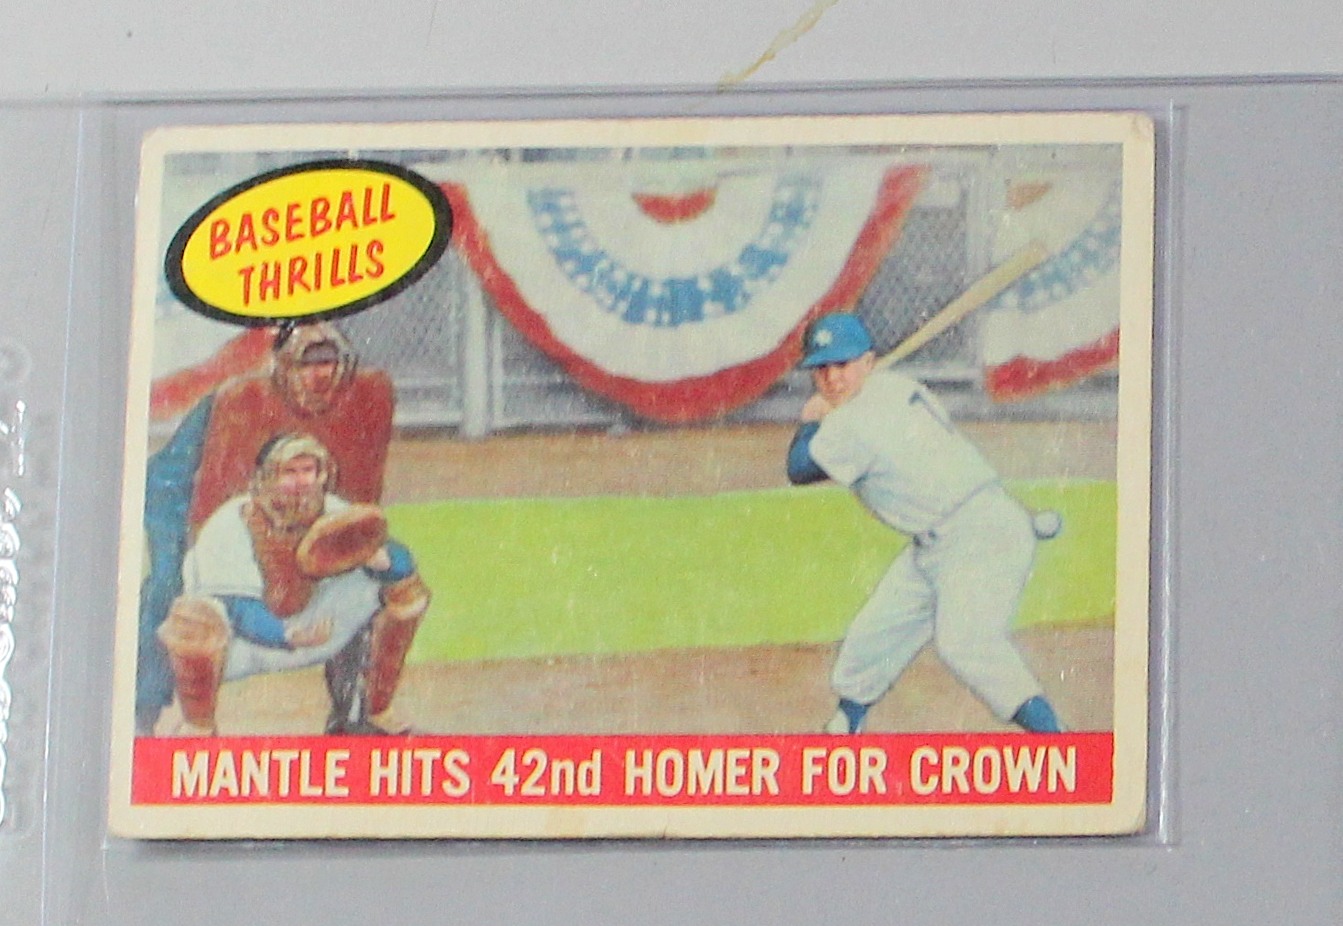 BASEBALL
THRILLS
MANTLE HITS 42nd HOMER FOR CROWN